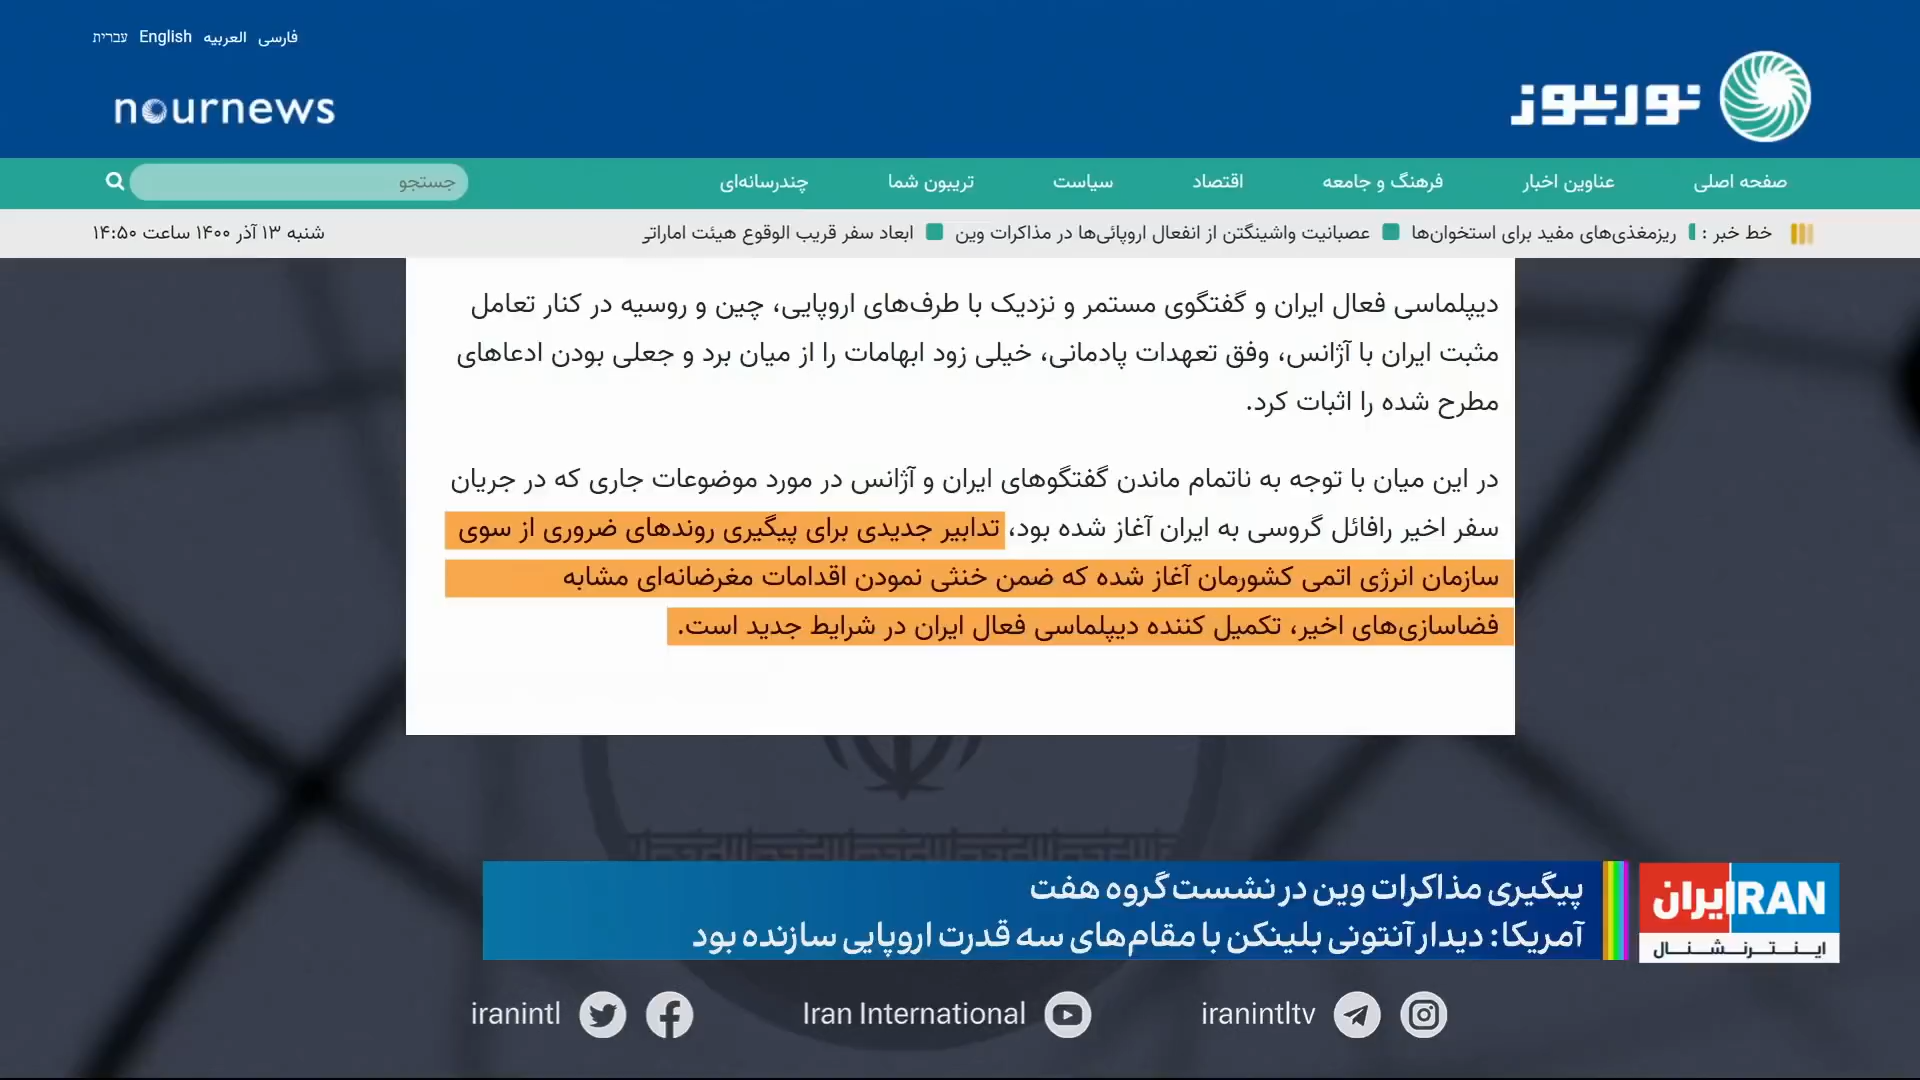 فارسی العربیه English עברית
nournews
نورنیوز
صفحه اصلی عناوین اخبار فرهنگ و جامعه اقتصاد سیاست تریبون شما چندرسانه‌ای جستجو
خط خبر : ریزمغذی‌های مفید برای استخوان‌ها عصبانیت واشینگتن از انفعال اروپائی‌ها در مذاکرات وین ابعاد سفر قریب الوقوع هیئت اماراتی شنبه ۱۳ آذر ۱۴۰۰ ساعت ۱۴:۵۰
دیپلماسی فعال ایران و گفتگوی مستمر و نزدیک با طرف‌های اروپایی، چین و روسیه در کنار تعامل
مثبت ایران با آژانس، وفق تعهدات پادمانی، خیلی زود ابهامات را از میان برد و جعلی بودن ادعاهای
مطرح شده را اثبات کرد.
در این میان با توجه به ناتمام ماندن گفتگوهای ایران و آژانس در مورد موضوعات جاری که در جریان
سفر اخیر رافائل گروسی به ایران آغاز شده بود، تدابیر جدیدی برای پیگیری روندهای ضروری از سوی
سازمان انرژی اتمی کشورمان آغاز شده که ضمن خنثی نمودن اقدامات مغرضانه‌ای مشابه
فضاسازی‌های اخیر، تکمیل کننده دیپلماسی فعال ایران در شرایط جدید است.
پیگیری مذاکرات وین در نشست گروه هفت
آمریکا: دیدار آنتونی بلینکن با مقام‌های سه قدرت اروپایی سازنده بود
ایران IRAN
اینترنشنال
iranintl Iran International iranintltv